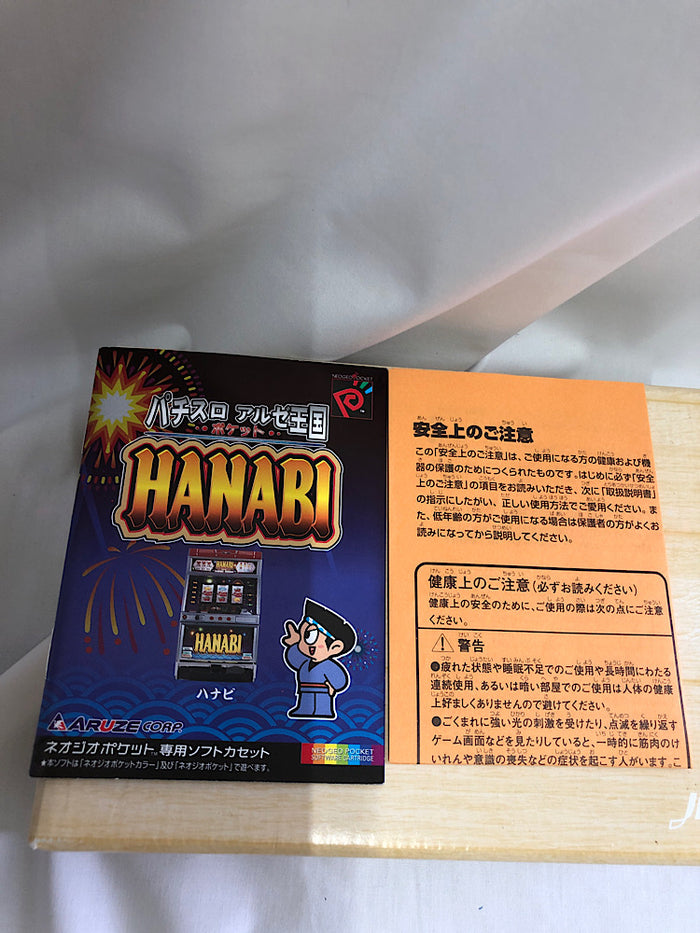 NEOGEO POCKET
パチスロ アルゼ王国
ポケット
HANABI
HANABI
HANABI
ハナビ
ARUZE CORP.
ネオジオポケット専用ソフトカセット
★本ソフトは「ネオジオポケットカラー」及び「ネオジオポケット」で遊べます。
NEOGEO POCKET
SOFTWARE CARTRIDGE
安全上のご注意
この「安全上のご注意」は、ご使用になる方の健康および機
器の保護のためにつくられたものです。はじめに必ず「安全
上のご注意」の項目をお読みいただき、次に「取扱説明書」
の指示にしたがい、正しい使用方法でご愛用ください。ま
た、低年齢の方がご使用になる場合は保護者の方がよくお
読みになってから説明してください。
健康上のご注意(必ずお読みください)
健康上の安全のために、ご使用の際は次の点にご注意
ください。
警告
●疲れた状態や睡眠不足でのご使用や長時間にわたる
連続使用、あるいは暗い部屋でのご使用は人体の健康
上好しくありませんので避けてください。
●ごくまれに強い光の刺激を受けたり、点滅を繰り返す
ゲーム画面などを見たりしていると、一時的に筋肉のけ
いれんや意識の喪失などの症状を起こす人がいます。こ